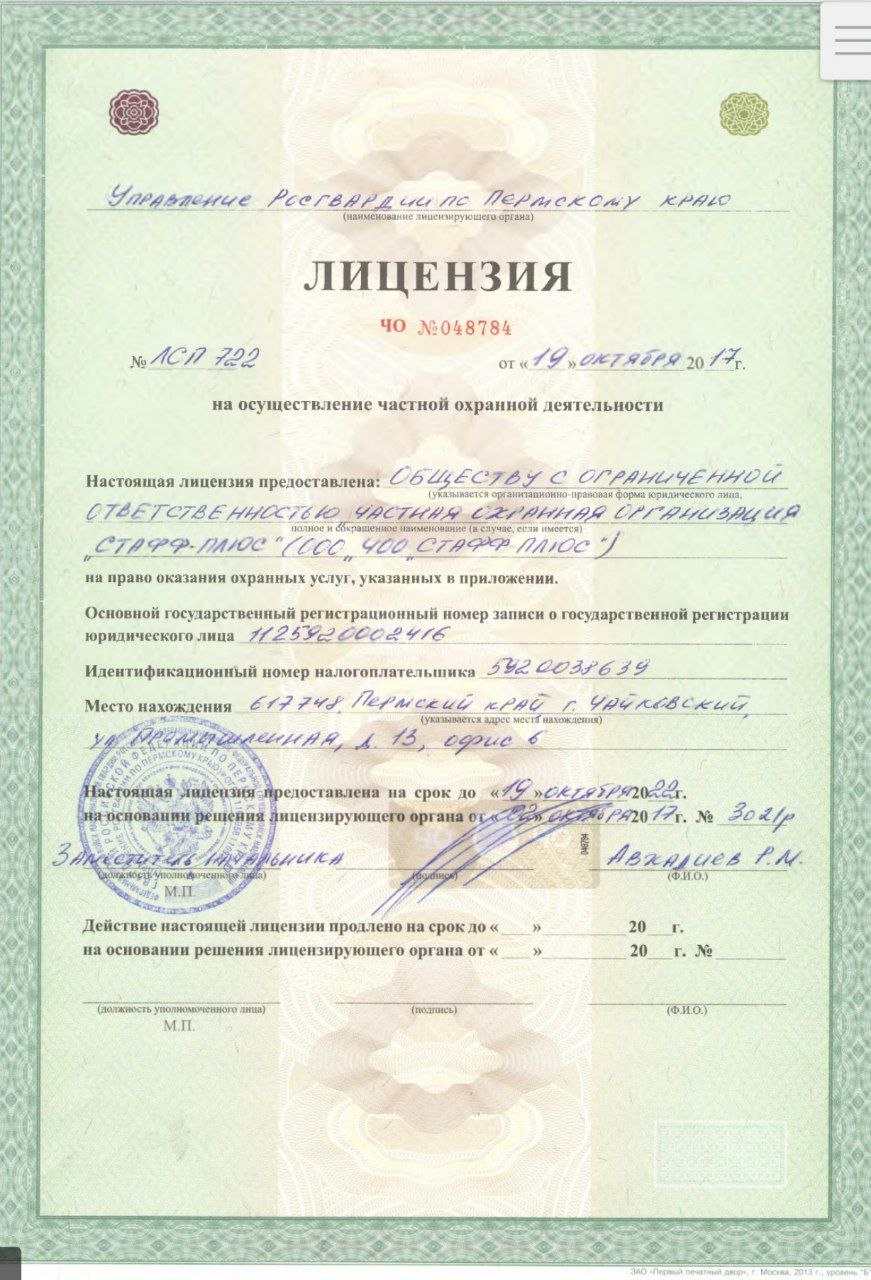 Управление Росгвардии по Пермскому краю
(наименование лицензирующего органа)
ЛИЦЕНЗИЯ
ЧО №048784
№ ЛСП 722 от «19» октября 2017г.
на осуществление частной охранной деятельности
Настоящая лицензия предоставлена: Обществу с ограниченной
(указывается организационно-правовая форма юридического лица,
ответственностью частная охранная организация
полное и сокращенное наименование (в случае, если имеется)
„СТАФФ-ПЛЮС" (ООО „ЧОО „СТАФФ-ПЛЮС")
на право оказания охранных услуг, указанных в приложении.
Основной государственный регистрационный номер записи о государственной регистрации
юридического лица 1125920002416
Идентификационный номер налогоплательщика 5920038639
Место нахождения 617748, Пермский край г. Чайковский,
(указывается адрес места нахождения)
ул. Промышленная, д. 13, офис 6
Настоящая лицензия предоставлена на срок до «19» октября 2022г.
на основании решения лицензирующего органа от «02» октября 2017г. № 3021р
048784
Заместитель начальника Авхадиев Р.М.
(должность уполномоченного лица) (подпись) (Ф.И.О.)
М.П.
Действие настоящей лицензии продлено на срок до « » 20 г.
на основании решения лицензирующего органа от « » 20 г. №
(должность уполномоченного лица) (подпись) (Ф.И.О.)
М.П.
ЗАО «Первый печатный двор», г. Москва, 2013 г., уровень "Б"